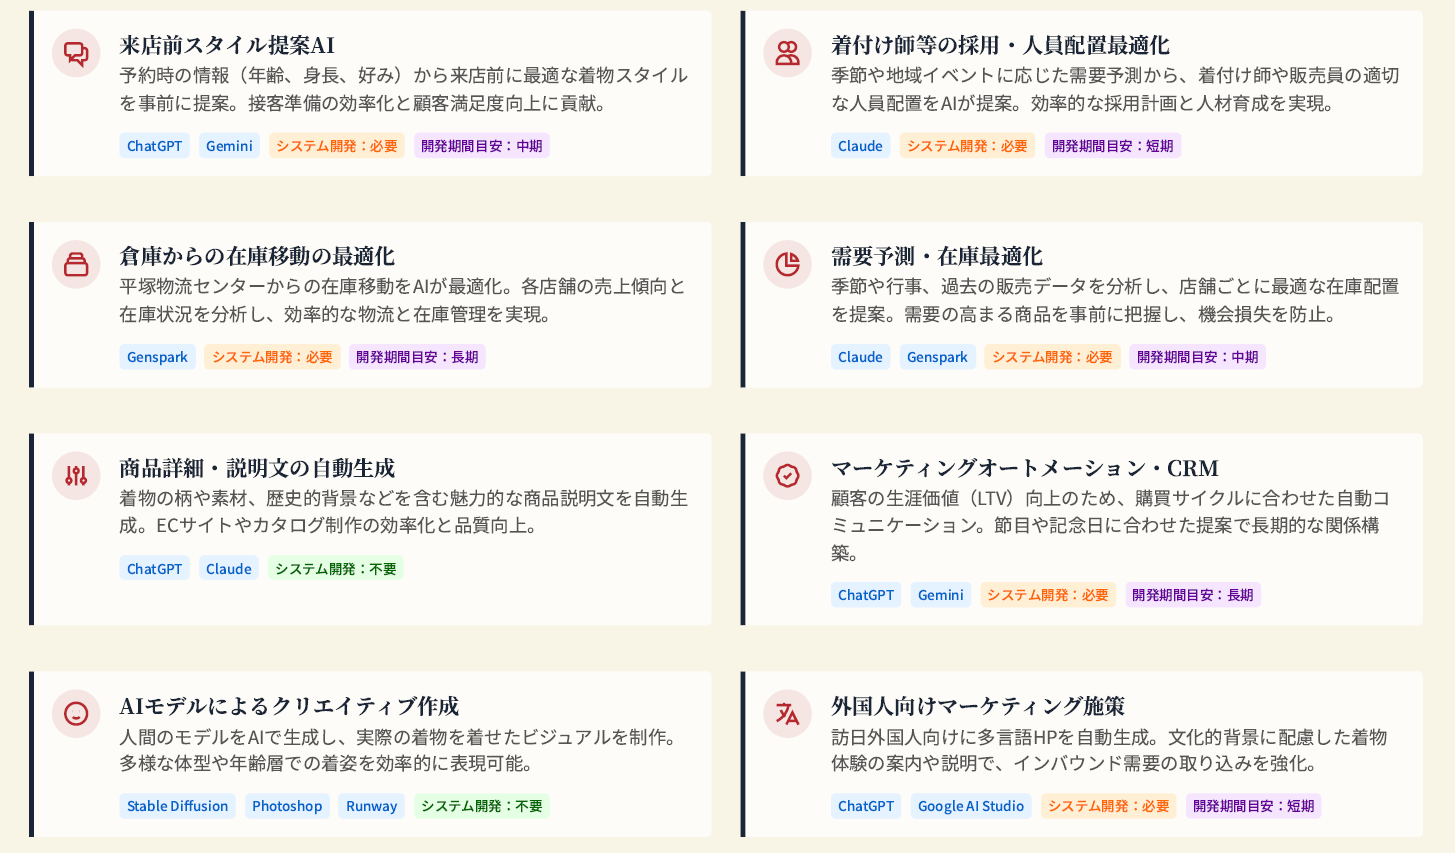 来店前スタイル提案AI
予約時の情報（年齢、身長、好み）から来店前に最適な着物スタイル
を事前に提案。接客準備の効率化と顧客満足度向上に貢献。
ChatGPT Gemini システム開発：必要 開発期間目安：中期
着付け師等の採用・人員配置最適化
季節や地域イベントに応じた需要予測から、着付け師や販売員の適切
な人員配置をAIが提案。効率的な採用計画と人材育成を実現。
Claude システム開発：必要 開発期間目安：短期
倉庫からの在庫移動の最適化
平塚物流センターからの在庫移動をAIが最適化。各店舗の売上傾向と
在庫状況を分析し、効率的な物流と在庫管理を実現。
Genspark システム開発：必要 開発期間目安：長期
需要予測・在庫最適化
季節や行事、過去の販売データを分析し、店舗ごとに最適な在庫配置
を提案。需要の高まる商品を事前に把握し、機会損失を防止。
Claude Genspark システム開発：必要 開発期間目安：中期
商品詳細・説明文の自動生成
着物の柄や素材、歴史的背景などを含む魅力的な商品説明文を自動生
成。ECサイトやカタログ制作の効率化と品質向上。
ChatGPT Claude システム開発：不要
マーケティングオートメーション・CRM
顧客の生涯価値（LTV）向上のため、購買サイクルに合わせた自動コ
ミュニケーション。節目や記念日に合わせた提案で長期的な関係構
築。
ChatGPT Gemini システム開発：必要 開発期間目安：長期
AIモデルによるクリエイティブ作成
人間のモデルをAIで生成し、実際の着物を着せたビジュアルを制作。
多様な体型や年齢層での着姿を効率的に表現可能。
Stable Diffusion Photoshop Runway システム開発：不要
外国人向けマーケティング施策
訪日外国人向けに多言語HPを自動生成。文化的背景に配慮した着物
体験の案内や説明で、インバウンド需要の取り込みを強化。
ChatGPT Google AI Studio システム開発：必要 開発期間目安：短期